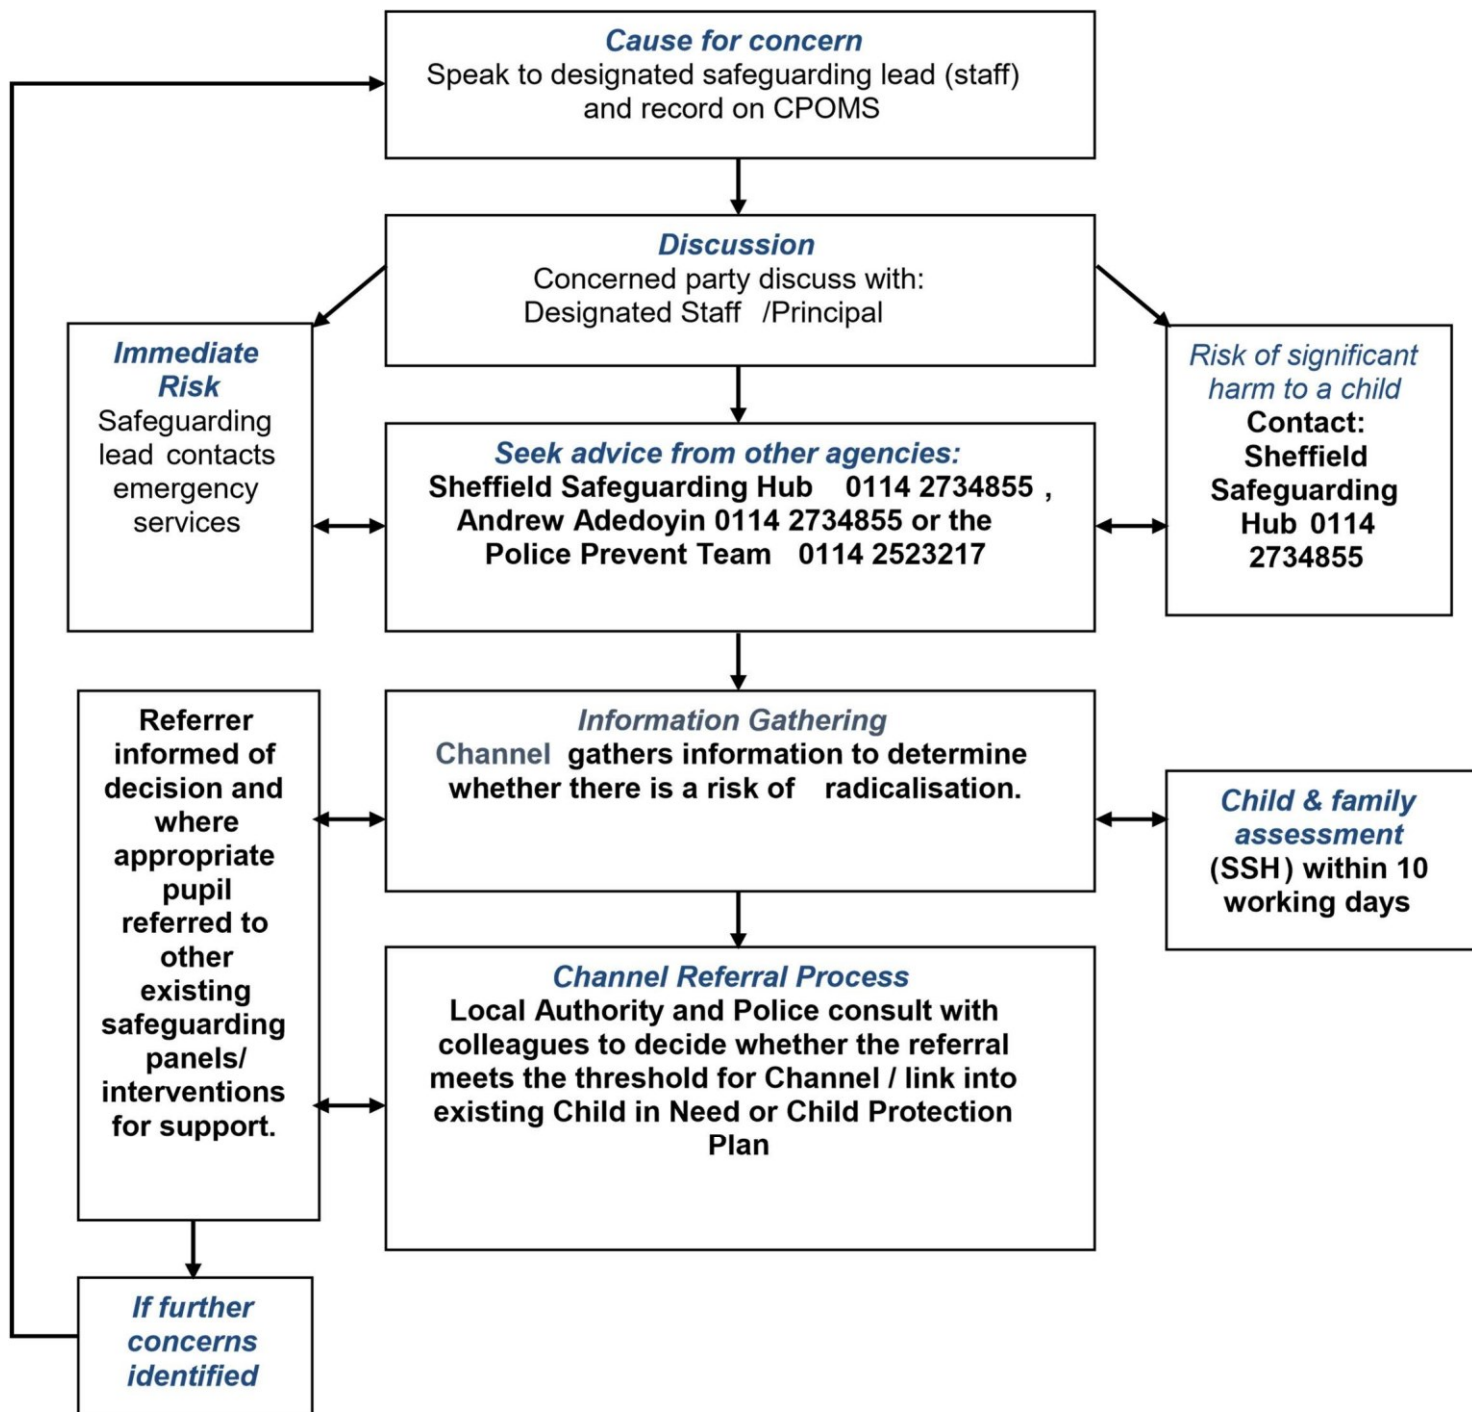 Cause for concern
Speak to designated safeguarding lead (staff)
and record on CPOMS
Discussion
Concerned party discuss with:
Designated Staff /Principal
Immediate
Risk
Safeguarding
lead contacts
emergency
services
Risk of significant
harm to a child
Contact:
Sheffield
Safeguarding
Hub 0114
2734855
Seek advice from other agencies:
Sheffield Safeguarding Hub 0114 2734855 ,
Andrew Adedoyin 0114 2734855 or the
Police Prevent Team 0114 2523217
Referrer
informed of
decision and
where
appropriate
pupil
referred to
other
existing
safeguarding
panels/
interventions
for support.
Information Gathering
Channel gathers information to determine
whether there is a risk of radicalisation.
Child & family
assessment
(SSH) within 10
working days
Channel Referral Process
Local Authority and Police consult with
colleagues to decide whether the referral
meets the threshold for Channel / link into
existing Child in Need or Child Protection
Plan
If further
concerns
identified